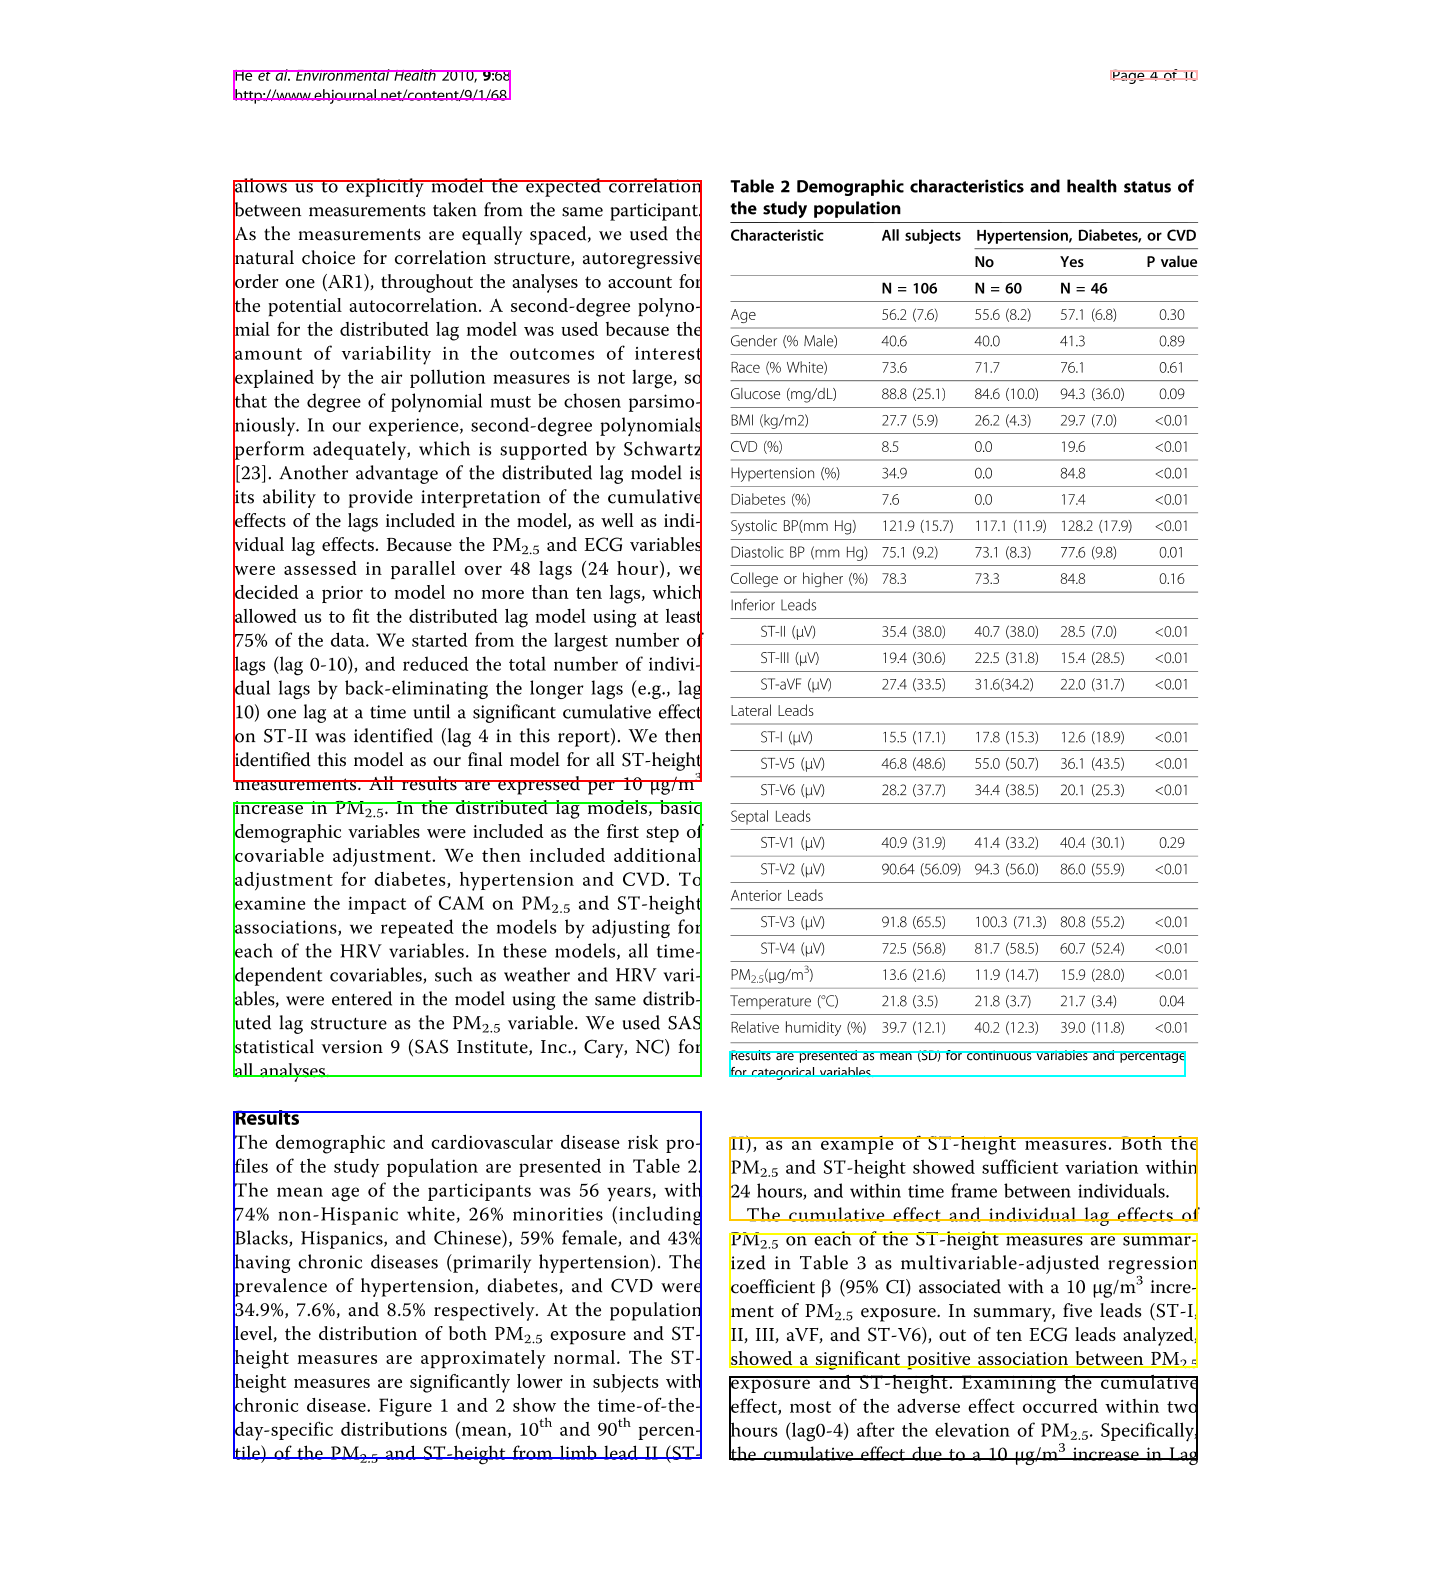 He et al. Environmental Health 2010, 9:68
http://www.ehjournal.net/content/9/1/68
Page 4 of 10
allows us to explicitly model the expected correlation
between measurements taken from the same participant.
As the measurements are equally spaced, we used the
natural choice for correlation structure, autoregressive
order one (AR1), throughout the analyses to account for
the potential autocorrelation. A second-degree polyno-
mial for the distributed lag model was used because the
amount of variability in the outcomes of interest
explained by the air pollution measures is not large, so
that the degree of polynomial must be chosen parsimo-
niously. In our experience, second-degree polynomials
perform adequately, which is supported by Schwartz
[23]. Another advantage of the distributed lag model is
its ability to provide interpretation of the cumulative
effects of the lags included in the model, as well as indi-
vidual lag effects. Because the PM2.5 and ECG variables
were assessed in parallel over 48 lags (24 hour), we
decided a prior to model no more than ten lags, which
allowed us to fit the distributed lag model using at least
75% of the data. We started from the largest number of
lags (lag 0-10), and reduced the total number of indivi-
dual lags by back-eliminating the longer lags (e.g., lag
10) one lag at a time until a significant cumulative effect
on ST-II was identified (lag 4 in this report). We then
identified this model as our final model for all ST-height
measurements. All results are expressed per 10 μg/m3
increase in PM2.5. In the distributed lag models, basic
demographic variables were included as the first step of
covariable adjustment. We then included additional
adjustment for diabetes, hypertension and CVD. To
examine the impact of CAM on PM2.5 and ST-height
associations, we repeated the models by adjusting for
each of the HRV variables. In these models, all time-
dependent covariables, such as weather and HRV vari-
ables, were entered in the model using the same distrib-
uted lag structure as the PM2.5 variable. We used SAS
statistical version 9 (SAS Institute, Inc., Cary, NC) for
all analyses.
Results
The demographic and cardiovascular disease risk pro-
files of the study population are presented in Table 2.
The mean age of the participants was 56 years, with
74% non-Hispanic white, 26% minorities (including
Blacks, Hispanics, and Chinese), 59% female, and 43%
having chronic diseases (primarily hypertension). The
prevalence of hypertension, diabetes, and CVD were
34.9%, 7.6%, and 8.5% respectively. At the population
level, the distribution of both PM2.5 exposure and ST-
height measures are approximately normal. The ST-
height measures are significantly lower in subjects with
chronic disease. Figure 1 and 2 show the time-of-the-
day-specific distributions (mean, 10th and 90th percen-
tile) of the PM2.5 and ST-height from limb lead II (ST-
Table 2 Demographic characteristics and health status of
the study population
Characteristic All subjects Hypertension, Diabetes, or CVD
No Yes P value
N = 106 N = 60 N = 46
Age 56.2 (7.6) 55.6 (8.2) 57.1 (6.8) 0.30
Gender (% Male) 40.6 40.0 41.3 0.89
Race (% White) 73.6 71.7 76.1 0.61
Glucose (mg/dL) 88.8 (25.1) 84.6 (10.0) 94.3 (36.0) 0.09
BMI (kg/m2) 27.7 (5.9) 26.2 (4.3) 29.7 (7.0) <0.01
CVD (%) 8.5 0.0 19.6 <0.01
Hypertension (%) 34.9 0.0 84.8 <0.01
Diabetes (%) 7.6 0.0 17.4 <0.01
Systolic BP(mm Hg) 121.9 (15.7) 117.1 (11.9) 128.2 (17.9) <0.01
Diastolic BP (mm Hg) 75.1 (9.2) 73.1 (8.3) 77.6 (9.8) 0.01
College or higher (%) 78.3 73.3 84.8 0.16
Inferior Leads
ST-II (μV) 35.4 (38.0) 40.7 (38.0) 28.5 (7.0) <0.01
ST-III (μV) 19.4 (30.6) 22.5 (31.8) 15.4 (28.5) <0.01
ST-aVF (μV) 27.4 (33.5) 31.6(34.2) 22.0 (31.7) <0.01
Lateral Leads
ST-I (μV) 15.5 (17.1) 17.8 (15.3) 12.6 (18.9) <0.01
ST-V5 (μV) 46.8 (48.6) 55.0 (50.7) 36.1 (43.5) <0.01
ST-V6 (μV) 28.2 (37.7) 34.4 (38.5) 20.1 (25.3) <0.01
Septal Leads
ST-V1 (μV) 40.9 (31.9) 41.4 (33.2) 40.4 (30.1) 0.29
ST-V2 (μV) 90.64 (56.09) 94.3 (56.0) 86.0 (55.9) <0.01
Anterior Leads
ST-V3 (μV) 91.8 (65.5) 100.3 (71.3) 80.8 (55.2) <0.01
ST-V4 (μV) 72.5 (56.8) 81.7 (58.5) 60.7 (52.4) <0.01
PM2.5(μg/m3) 13.6 (21.6) 11.9 (14.7) 15.9 (28.0) <0.01
Temperature (°C) 21.8 (3.5) 21.8 (3.7) 21.7 (3.4) 0.04
Relative humidity (%) 39.7 (12.1) 40.2 (12.3) 39.0 (11.8) <0.01
Results are presented as mean (SD) for continuous variables and percentage
for categorical variables.
II), as an example of ST-height measures. Both the
PM2.5 and ST-height showed sufficient variation within
24 hours, and within time frame between individuals.
The cumulative effect and individual lag effects of
PM2.5 on each of the ST-height measures are summar-
ized in Table 3 as multivariable-adjusted regression
coefficient β (95% CI) associated with a 10 μg/m3 incre-
ment of PM2.5 exposure. In summary, five leads (ST-I,
II, III, aVF, and ST-V6), out of ten ECG leads analyzed,
showed a significant positive association between PM2.5
exposure and ST-height. Examining the cumulative
effect, most of the adverse effect occurred within two
hours (lag0-4) after the elevation of PM2.5. Specifically,
the cumulative effect due to a 10 μg/m3 increase in Lag